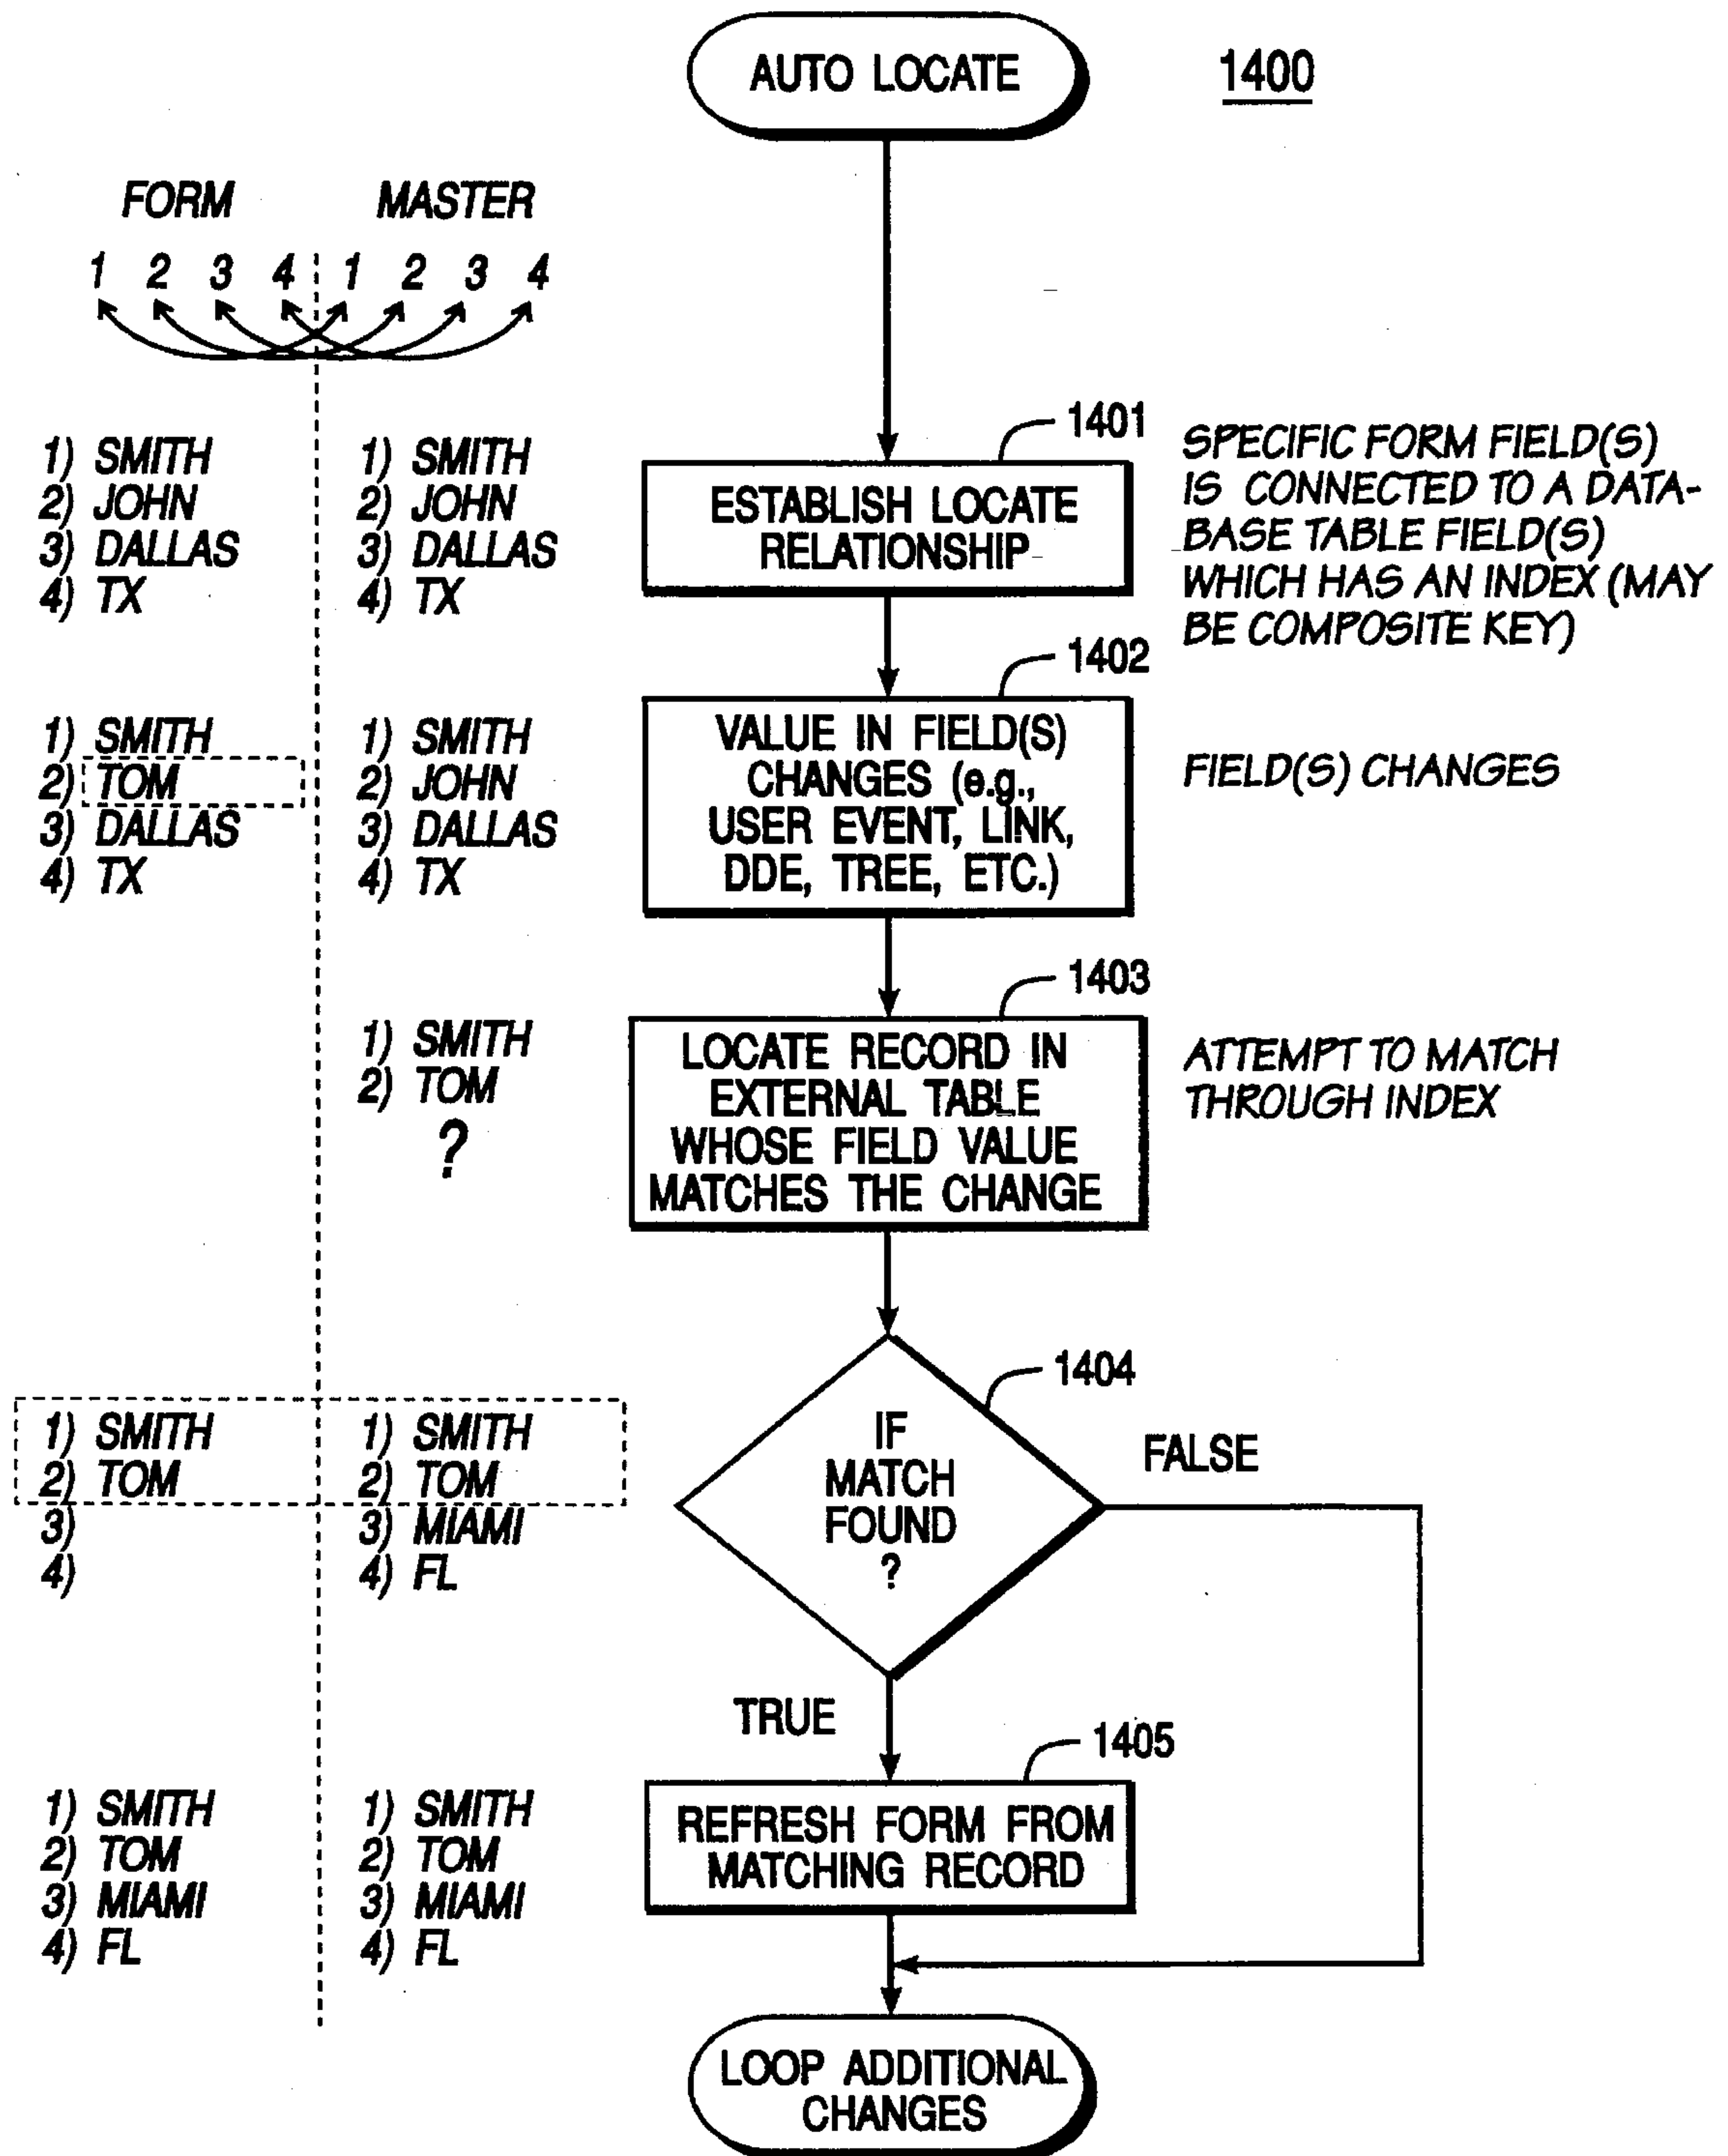 AUTO LOCATE
1400
FORM MASTER
1 2 3 4 1 2 3 4
1) SMITH 1) SMITH
2) JOHN 2) JOHN
3) DALLAS 3) DALLAS
4) TX 4) TX
1401
ESTABLISH LOCATE
RELATIONSHIP
SPECIFIC FORM FIELD(S)
IS CONNECTED TO A DATA-
BASE TABLE FIELD(S)
WHICH HAS AN INDEX (MAY
BE COMPOSITE KEY)
1) SMITH 1) SMITH
2) TOM 2) JOHN
3) DALLAS 3) DALLAS
4) TX 4) TX
1402
VALUE IN FIELD(S)
CHANGES (e.g.,
USER EVENT, LINK,
DDE, TREE, ETC.)
FIELD(S) CHANGES
1) SMITH
2) TOM
?
1403
LOCATE RECORD IN
EXTERNAL TABLE
WHOSE FIELD VALUE
MATCHES THE CHANGE
ATTEMPT TO MATCH
THROUGH INDEX
1) SMITH 1) SMITH
2) TOM 2) TOM
3) 3) MIAMI
4) 4) FL
1404
IF
MATCH
FOUND
?
FALSE
TRUE
1) SMITH 1) SMITH
2) TOM 2) TOM
3) MIAMI 3) MIAMI
4) FL 4) FL
1405
REFRESH FORM FROM
MATCHING RECORD
LOOP ADDITIONAL
CHANGES